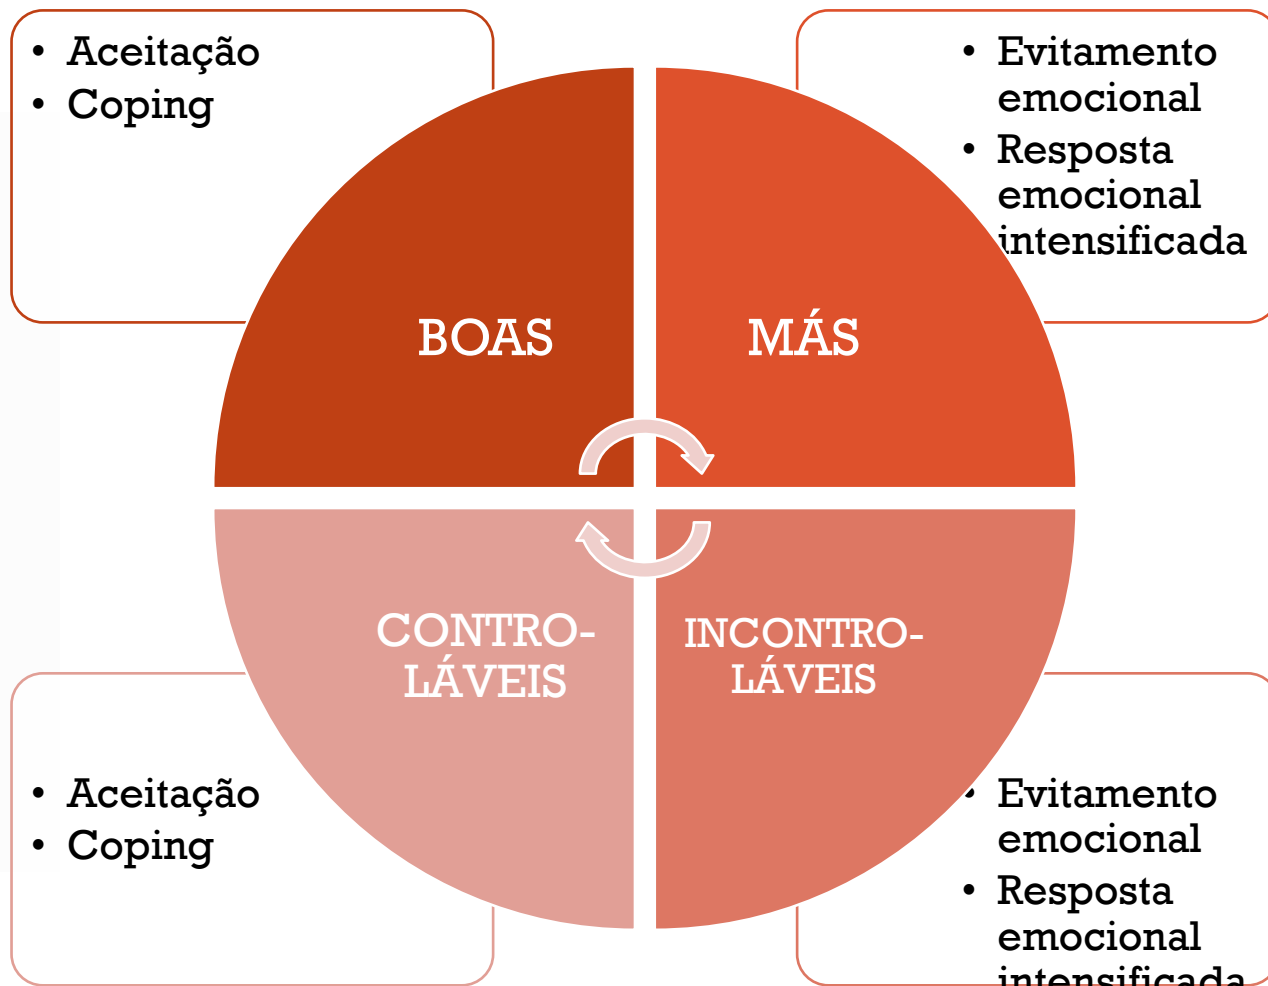 • Aceitação
• Coping
• Evitamento
emocional
• Resposta
emocional
intensificada
BOAS
MÁS
CONTRO-
LÁVEIS
INCONTRO-
LÁVEIS
• Aceitação
• Coping
• Evitamento
emocional
• Resposta
emocional
intensificada